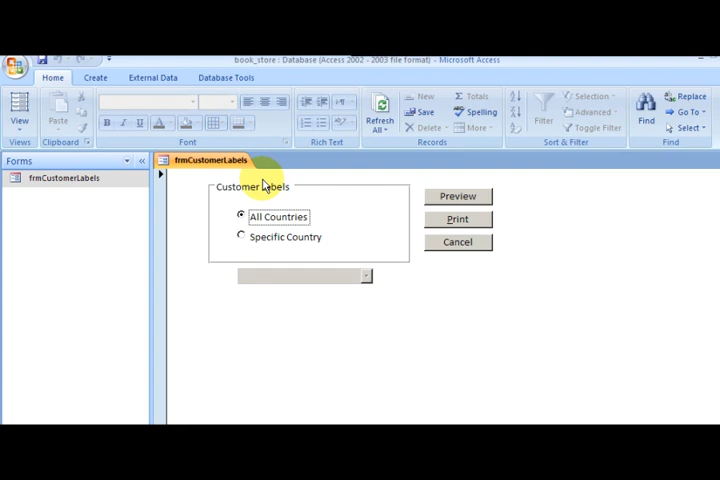 book_store : Database (Access 2002 - 2003 file format) - Microsoft Access
Home Create External Data Database Tools
View
Views
Paste
Clipboard
B I U
Font
Refresh
All
New
Save
Delete
Totals
Spelling
More
Records
Filter
Selection
Advanced
Toggle Filter
Sort & Filter
Find
Replace
Go To
Select
Find
Forms
frmCustomerLabels
frmCustomerLabels
Customer Labels
All Countries
Specific Country
Preview
Print
Cancel